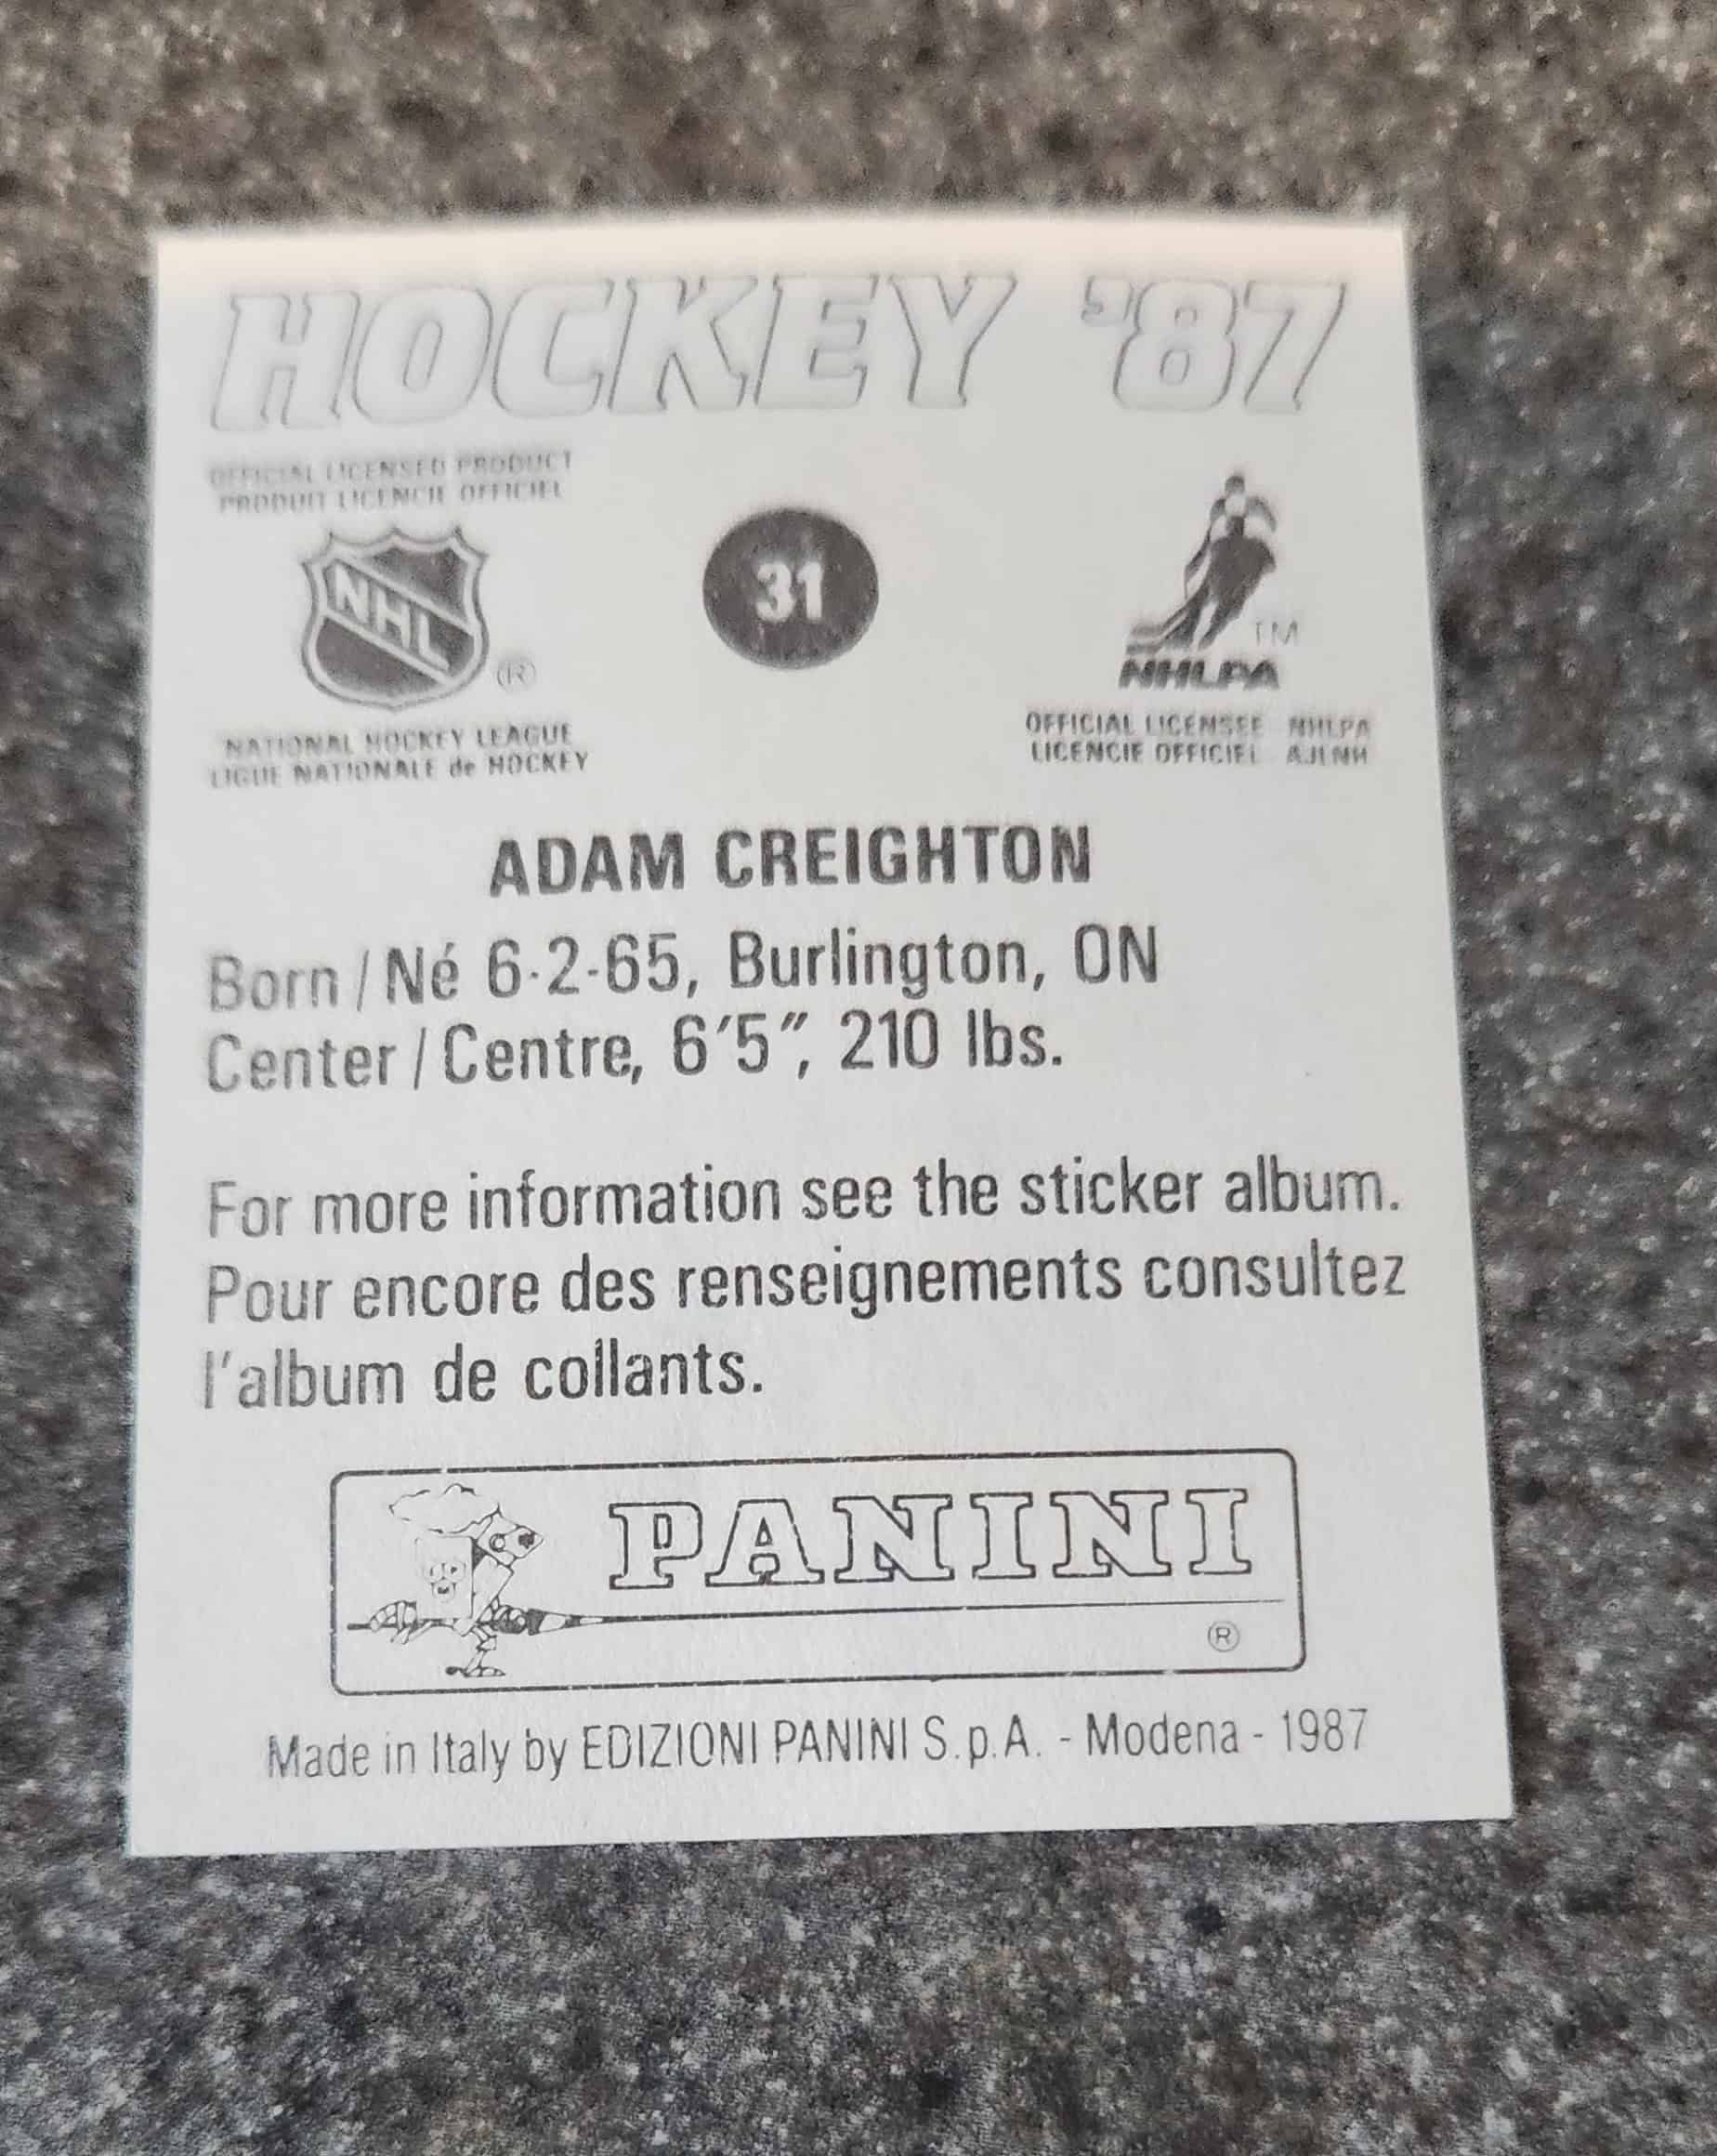 HOCKEY '87
OFFICIAL LICENSED PRODUCT
PRODUIT LICENCIE OFFICIEL
NHL
®
NATIONAL HOCKEY LEAGUE
LIGUE NATIONALE de HOCKEY
31
TM
NHLPA
OFFICIAL LICENSEE NHLPA
LICENCIE OFFICIEL AJLNH
ADAM CREIGHTON
Born / Né 6-2-65, Burlington, ON
Center / Centre, 6'5", 210 lbs.
For more information see the sticker album.
Pour encore des renseignements consultez
l'album de collants.
PANINI
®
Made in Italy by EDIZIONI PANINI S.p.A. - Modena - 1987